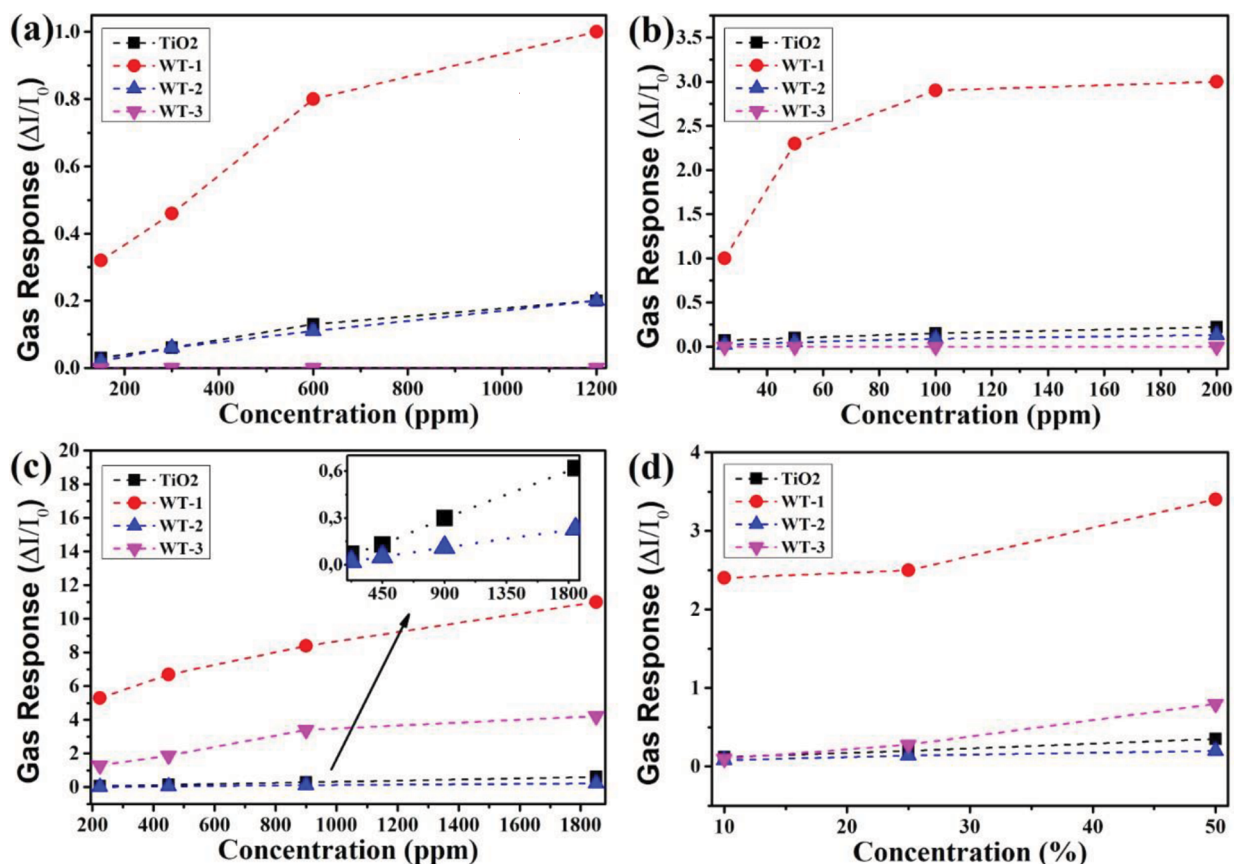 (a)
Gas Response (ΔI/I0)
1.0
0.8
0.6
0.4
0.2
0.0
TiO2
WT-1
WT-2
WT-3
200 400 600 800 1000 1200
Concentration (ppm)
(b)
Gas Response (ΔI/I0)
3.5
3.0
2.5
2.0
1.5
1.0
0.5
0.0
TiO2
WT-1
WT-2
WT-3
40 60 80 100 120 140 160 180 200
Concentration (ppm)
(c)
Gas Response (ΔI/I0)
20
18
16
14
12
10
8
6
4
2
0
TiO2
WT-1
WT-2
WT-3
0,6
0,3
0,0
450 900 1350 1800
200 400 600 800 1000 1200 1400 1600 1800
Concentration (ppm)
(d)
Gas Response (ΔI/I0)
4
3
2
1
0
TiO2
WT-1
WT-2
WT-3
10 20 30 40 50
Concentration (%)